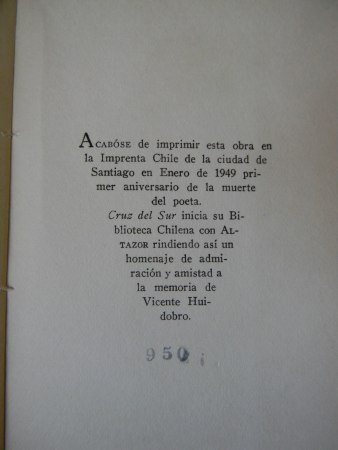 ACABÓSE de imprimir esta obra en
la Imprenta Chile de la ciudad de
Santiago en Enero de 1949 pri-
mer aniversario de la muerte
del poeta.
Cruz del Sur inicia su Bi-
blioteca Chilena con AL-
TAZOR rindiendo así un
homenaje de admi-
ración y amistad a
la memoria de
Vicente Hui-
dobro.
950